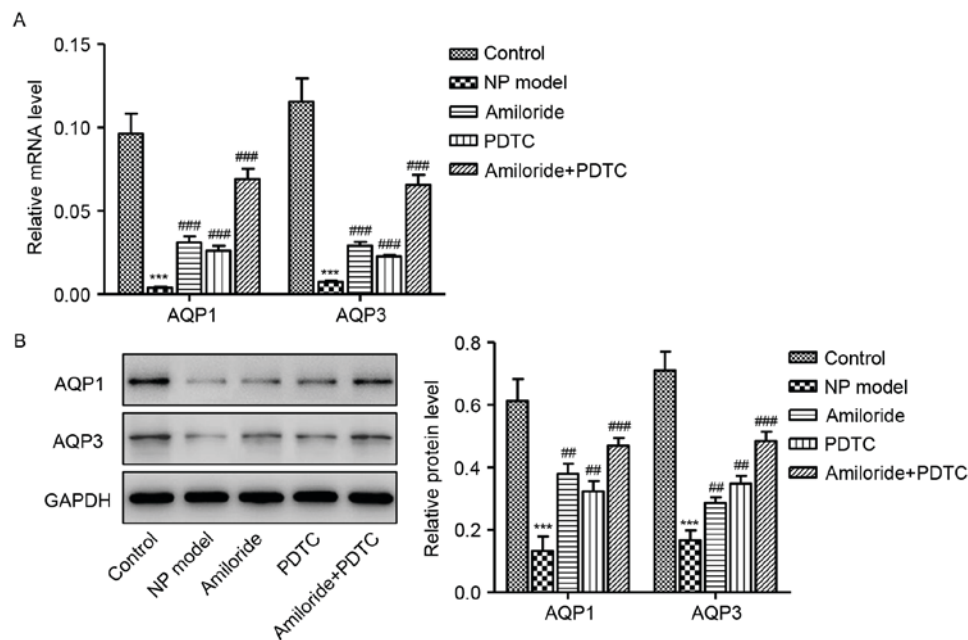 A
Relative mRNA level
0.15
0.10
0.05
0.00
***
###
###
###
***
###
###
###
AQP1
AQP3
Control
NP model
Amiloride
PDTC
Amiloride+PDTC
B
AQP1
AQP3
GAPDH
Control
NP model
Amiloride
PDTC
Amiloride+PDTC
Relative protein level
0.8
0.6
0.4
0.2
0.0
***
##
##
###
***
##
##
###
AQP1
AQP3
Control
NP model
Amiloride
PDTC
Amiloride+PDTC